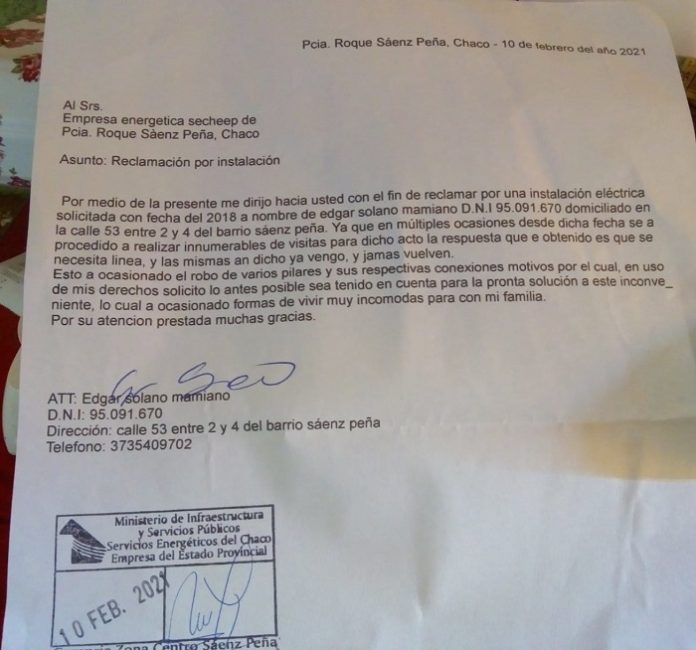 Pcia. Roque Sáenz Peña, Chaco - 10 de febrero del año 2021
Al Srs.
Empresa energetica secheep de
Pcia. Roque Sàenz Peña, Chaco
Asunto: Reclamación por instalación
Por medio de la presente me dirijo hacia usted con el fin de reclamar por una instalación eléctrica
solicitada con fecha del 2018 a nombre de edgar solano mamiano D.N.I 95.091.670 domiciliado en
la calle 53 entre 2 y 4 del barrio sáenz peña. Ya que en múltiples ocasiones desde dicha fecha se a
procedido a realizar innumerables de visitas para dicho acto la respuesta que e obtenido es que se
necesita linea, y las mismas an dicho ya vengo, y jamas vuelven.
Esto a ocasionado el robo de varios pilares y sus respectivas conexiones motivos por el cual, en uso
de mis derechos solicito lo antes posible sea tenido en cuenta para la pronta solución a este inconve_
niente, lo cual a ocasionado formas de vivir muy incomodas para con mi familia.
Por su atencion prestada muchas gracias.
ATT: Edgar solano mamiano
D.N.I: 95.091.670
Dirección: calle 53 entre 2 y 4 del barrio sáenz peña
Telefono: 3735409702
Ministerio de Infraestructura
y Servicios Públicos
Servicios Energéticos del Chaco
Empresa del Estado Provincial
10 FEB. 2021
Zona Centro Sáenz Peña